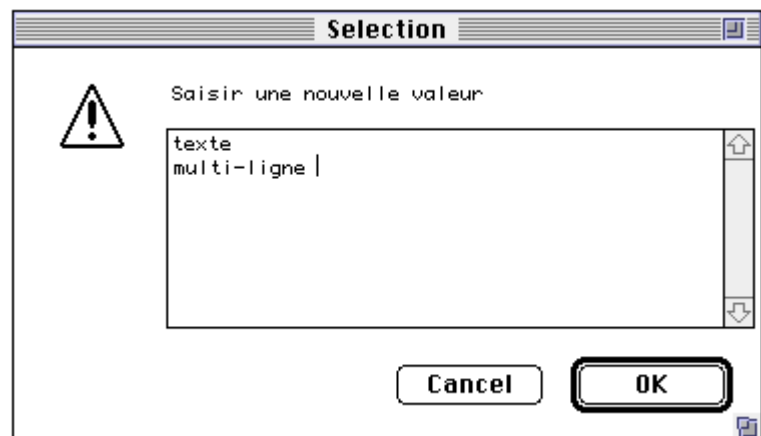 Selection
Saisir une nouvelle valeur
texte
multi-ligne
Cancel
OK